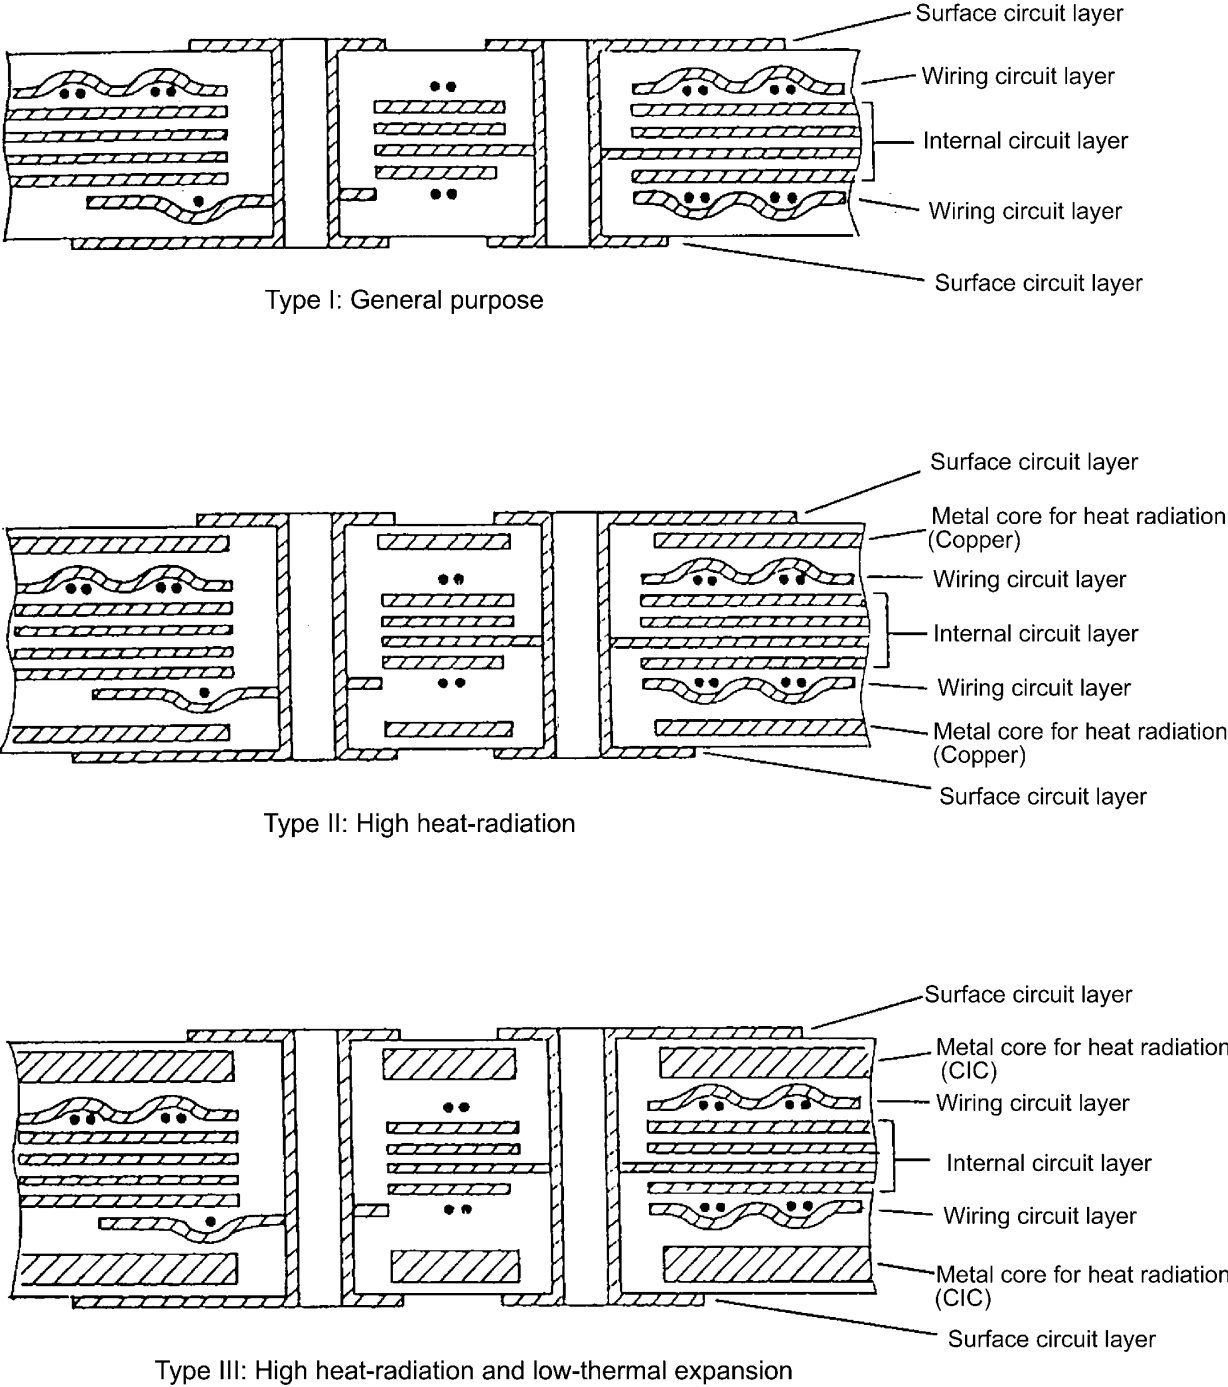 Surface circuit layer
Wiring circuit layer
Internal circuit layer
Wiring circuit layer
Surface circuit layer
Type I: General purpose
Surface circuit layer
Metal core for heat radiation
(Copper)
Wiring circuit layer
Internal circuit layer
Wiring circuit layer
Metal core for heat radiation
(Copper)
Surface circuit layer
Type II: High heat-radiation
Surface circuit layer
Metal core for heat radiation
(CIC)
Wiring circuit layer
Internal circuit layer
Wiring circuit layer
Metal core for heat radiation
(CIC)
Surface circuit layer
Type III: High heat-radiation and low-thermal expansion